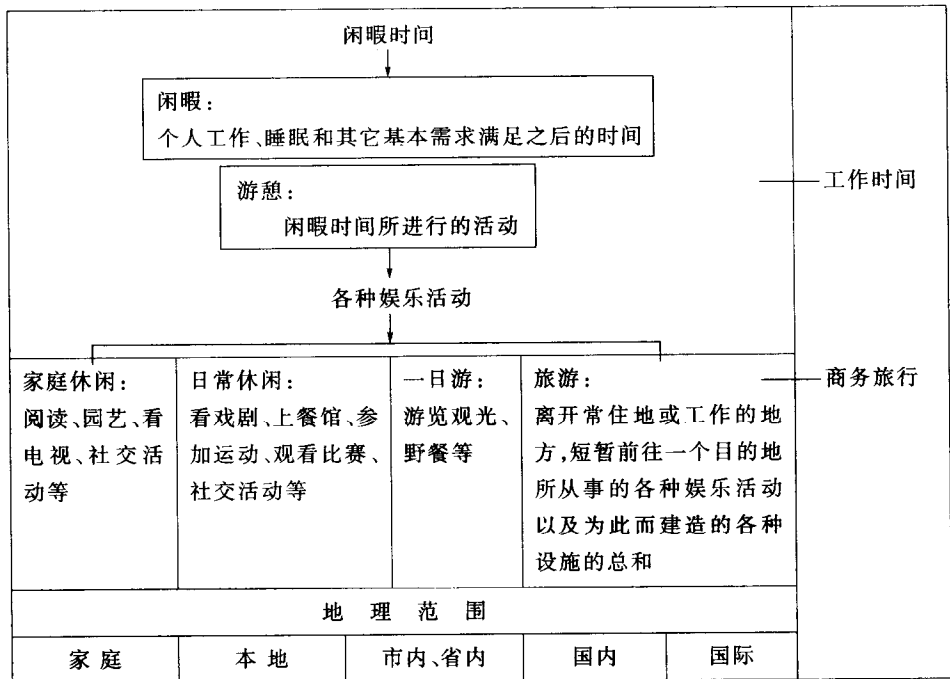 闲暇时间
闲暇：
个人工作、睡眠和其它基本需求满足之后的时间
游憩：
闲暇时间所进行的活动
工作时间
各种娱乐活动
家庭休闲：
阅读、园艺、看
电视、社交活
动等
日常休闲：
看戏剧、上餐馆、参
加运动、观看比赛、
社交活动等
一日游：
游览观光、
野餐等
旅游：
离开常住地或工作的地
方，短暂前往一个目的地
所从事的各种娱乐活动
以及为此而建造的各种
设施的总和
商务旅行
地理范围
家庭
本地
市内、省内
国内
国际